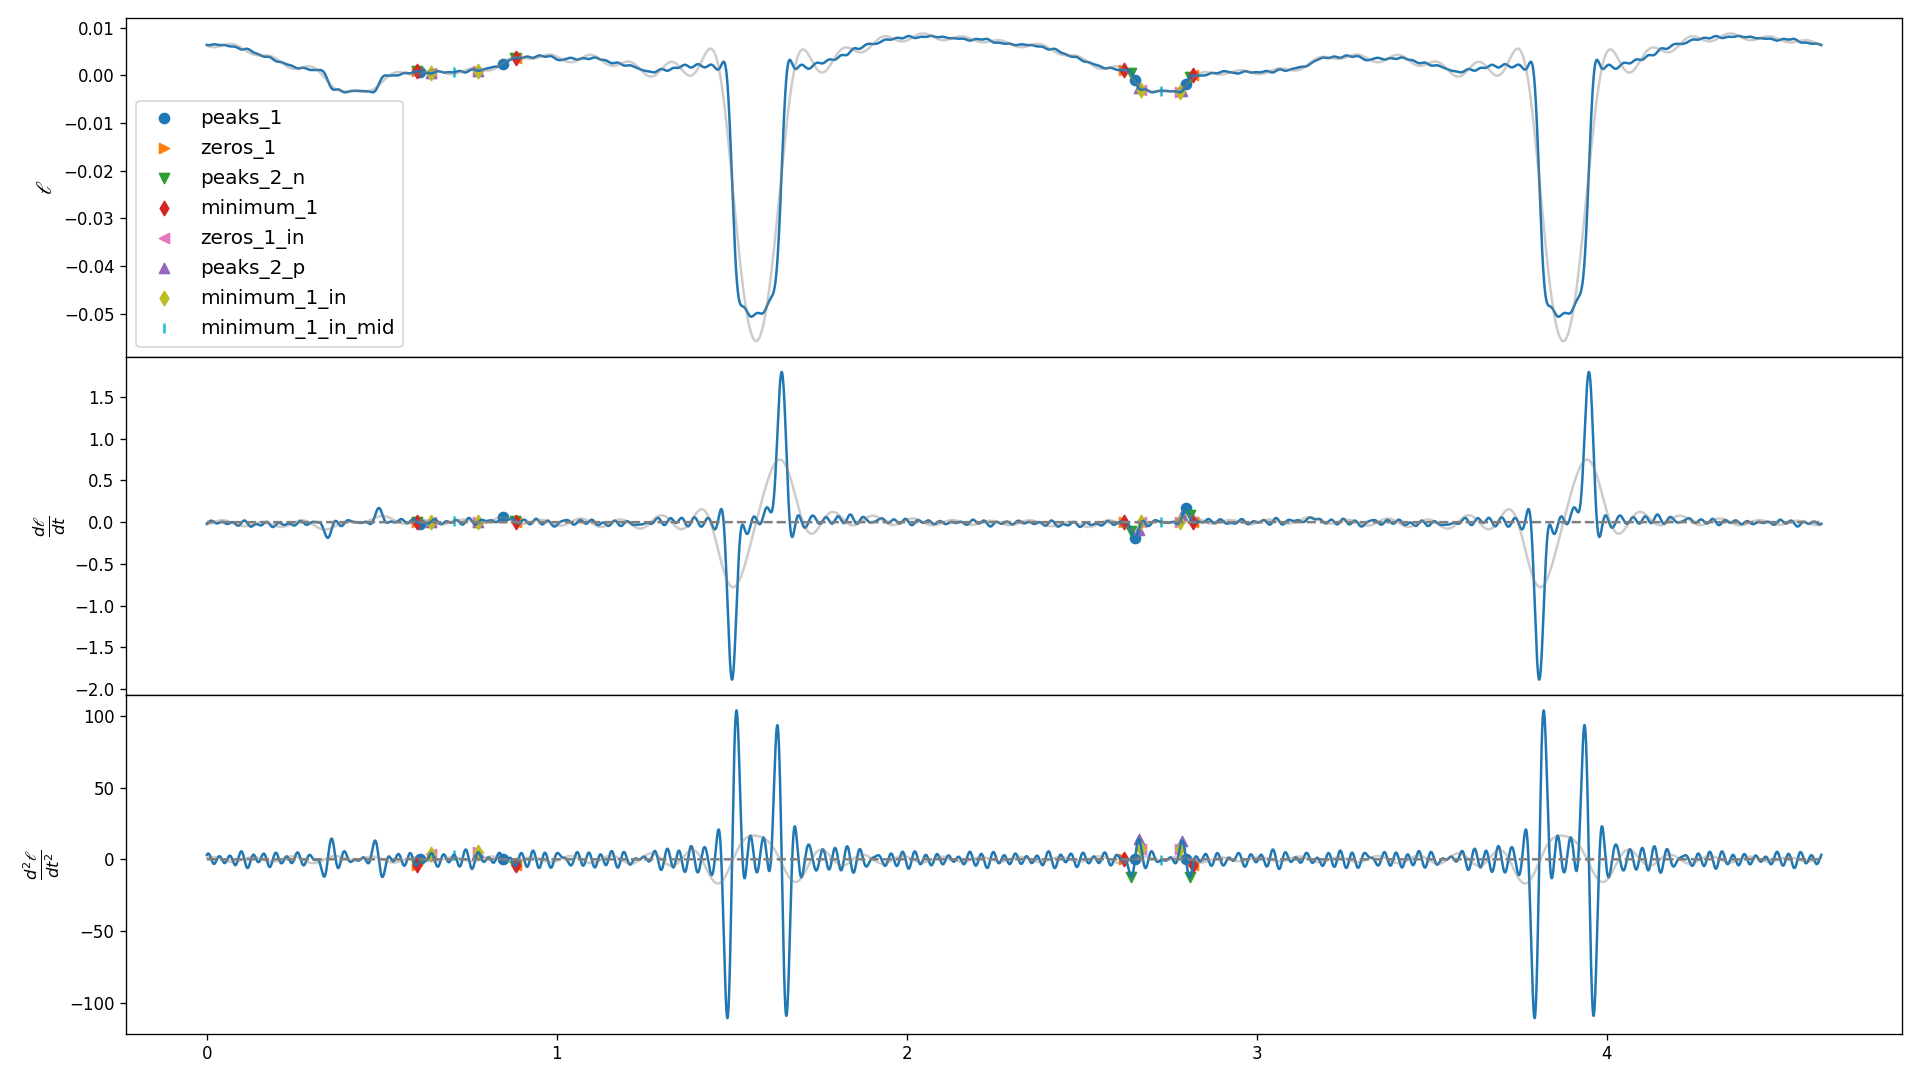 0.01
0.00
−0.01
−0.02
−0.03
−0.04
−0.05
ℓ
peaks_1
zeros_1
peaks_2_n
minimum_1
zeros_1_in
peaks_2_p
minimum_1_in
minimum_1_in_mid
1.5
1.0
0.5
0.0
−0.5
−1.0
−1.5
−2.0
dℓ/dt
100
50
0
−50
−100
d²ℓ/dt²
0 1 2 3 4